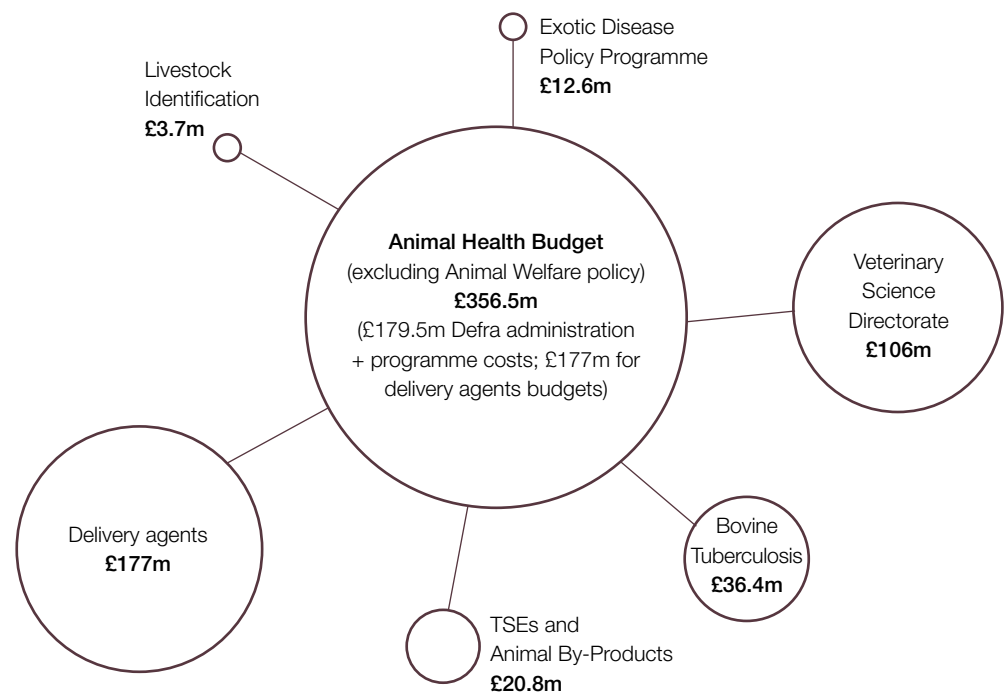 Exotic Disease
Policy Programme
£12.6m
Livestock
Identification
£3.7m
Animal Health Budget
(excluding Animal Welfare policy)
£356.5m
(£179.5m Defra administration
+ programme costs; £177m for
delivery agents budgets)
Veterinary
Science
Directorate
£106m
Delivery agents
£177m
Bovine
Tuberculosis
£36.4m
TSEs and
Animal By-Products
£20.8m